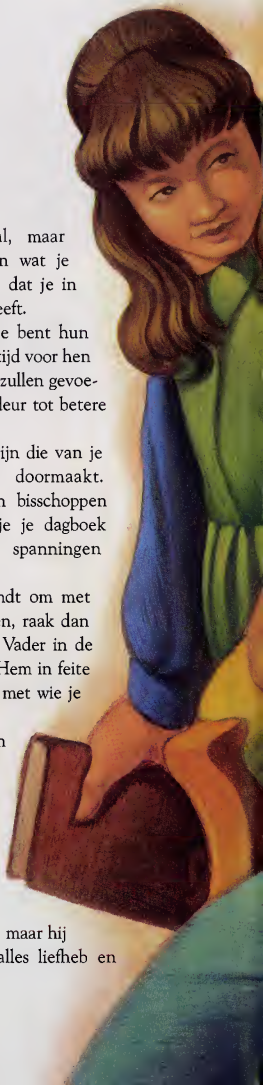 l, maar
n wat je
dat je in
eeft.
e bent hun
tijd voor hen
zullen gevoe-
leur tot betere
ijn die van je
doormaakt.
n bisschoppen
je je dagboek
spanningen
ndt om met
en, raak dan
Vader in de
Hem in feite
met wie je
n
maar hij
alles liefheb en